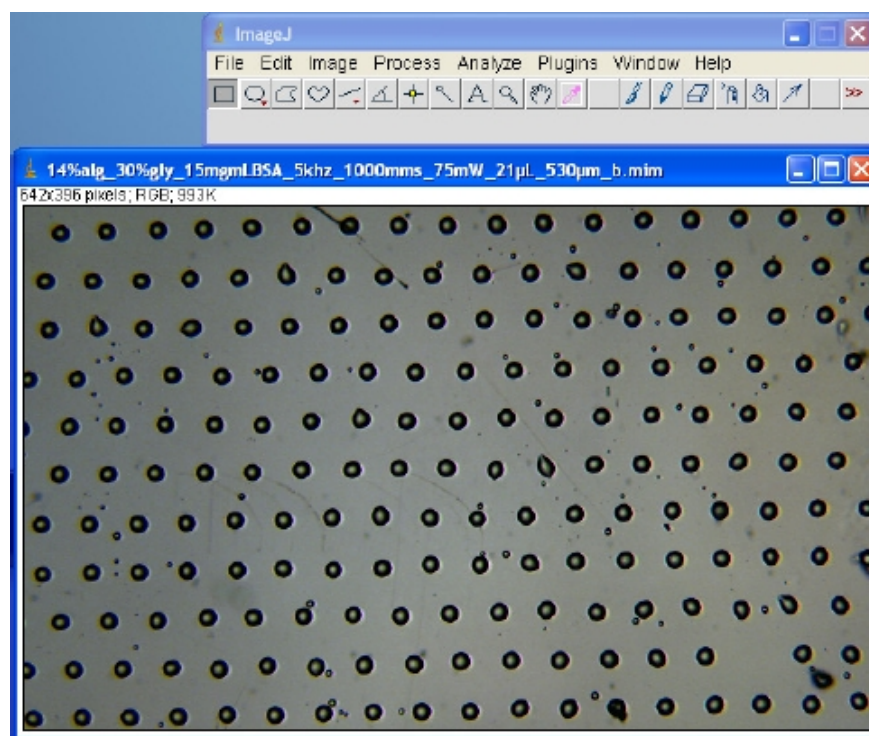 ImageJ
File Edit Image Process Analyze Plugins Window Help
14%alg_30%gly_15mgmLBSA_5khz_1000mms_75mW_21µL_530µm_b.mim
642x396 pixels; RGB; 993K